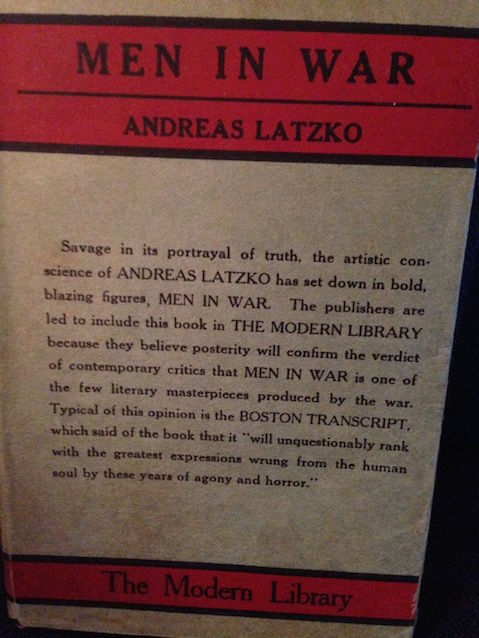 MEN IN WAR
ANDREAS LATZKO
Savage in its portrayal of truth, the artistic con-
science of ANDREAS LATZKO has set down in bold,
blazing figures, MEN IN WAR. The publishers are
led to include this book in THE MODERN LIBRARY
because they believe posterity will confirm the verdict
of contemporary critics that MEN IN WAR is one of
the few literary masterpieces produced by the war.
Typical of this opinion is the BOSTON TRANSCRIPT,
which said of the book that it "will unquestionably rank
with the greatest expressions wrung from the human
soul by these years of agony and horror."
The Modern Library